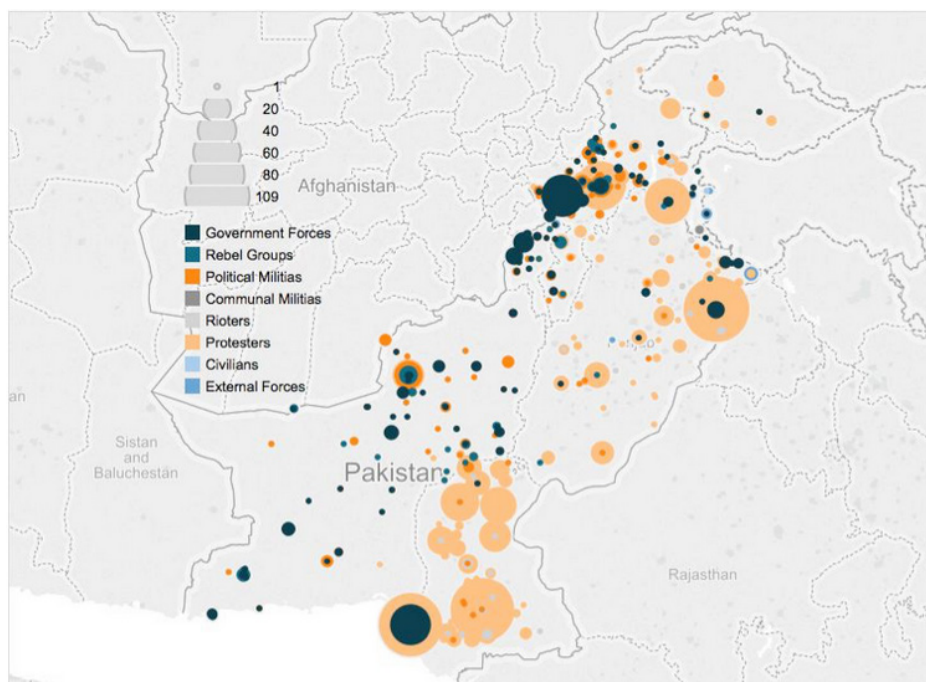 1
20
40
60
80
109
Afghanistan
Government Forces
Rebel Groups
Political Militias
Communal Militias
Rioters
Protesters
Civilians
External Forces
an
Sistan
and
Baluchestan
Pakistan
Rajasthan